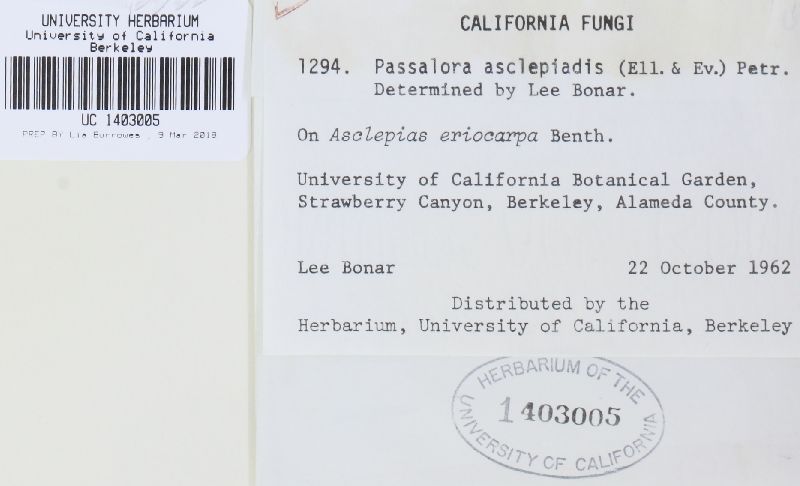 UNIVERSITY HERBARIUM
University of California
Berkeley
UC 1403005
PREP BY Lia Burrowes , 9 Mar 2018
CALIFORNIA FUNGI
1294. Passalora asclepiadis (Ell. & Ev.) Petr.
Determined by Lee Bonar.
On Asclepias eriocarpa Benth.
University of California Botanical Garden,
Strawberry Canyon, Berkeley, Alameda County.
Lee Bonar 22 October 1962
Distributed by the
Herbarium, University of California, Berkeley
HERBARIUM OF THE
1403005
UNIVERSITY OF CALIFORNIA